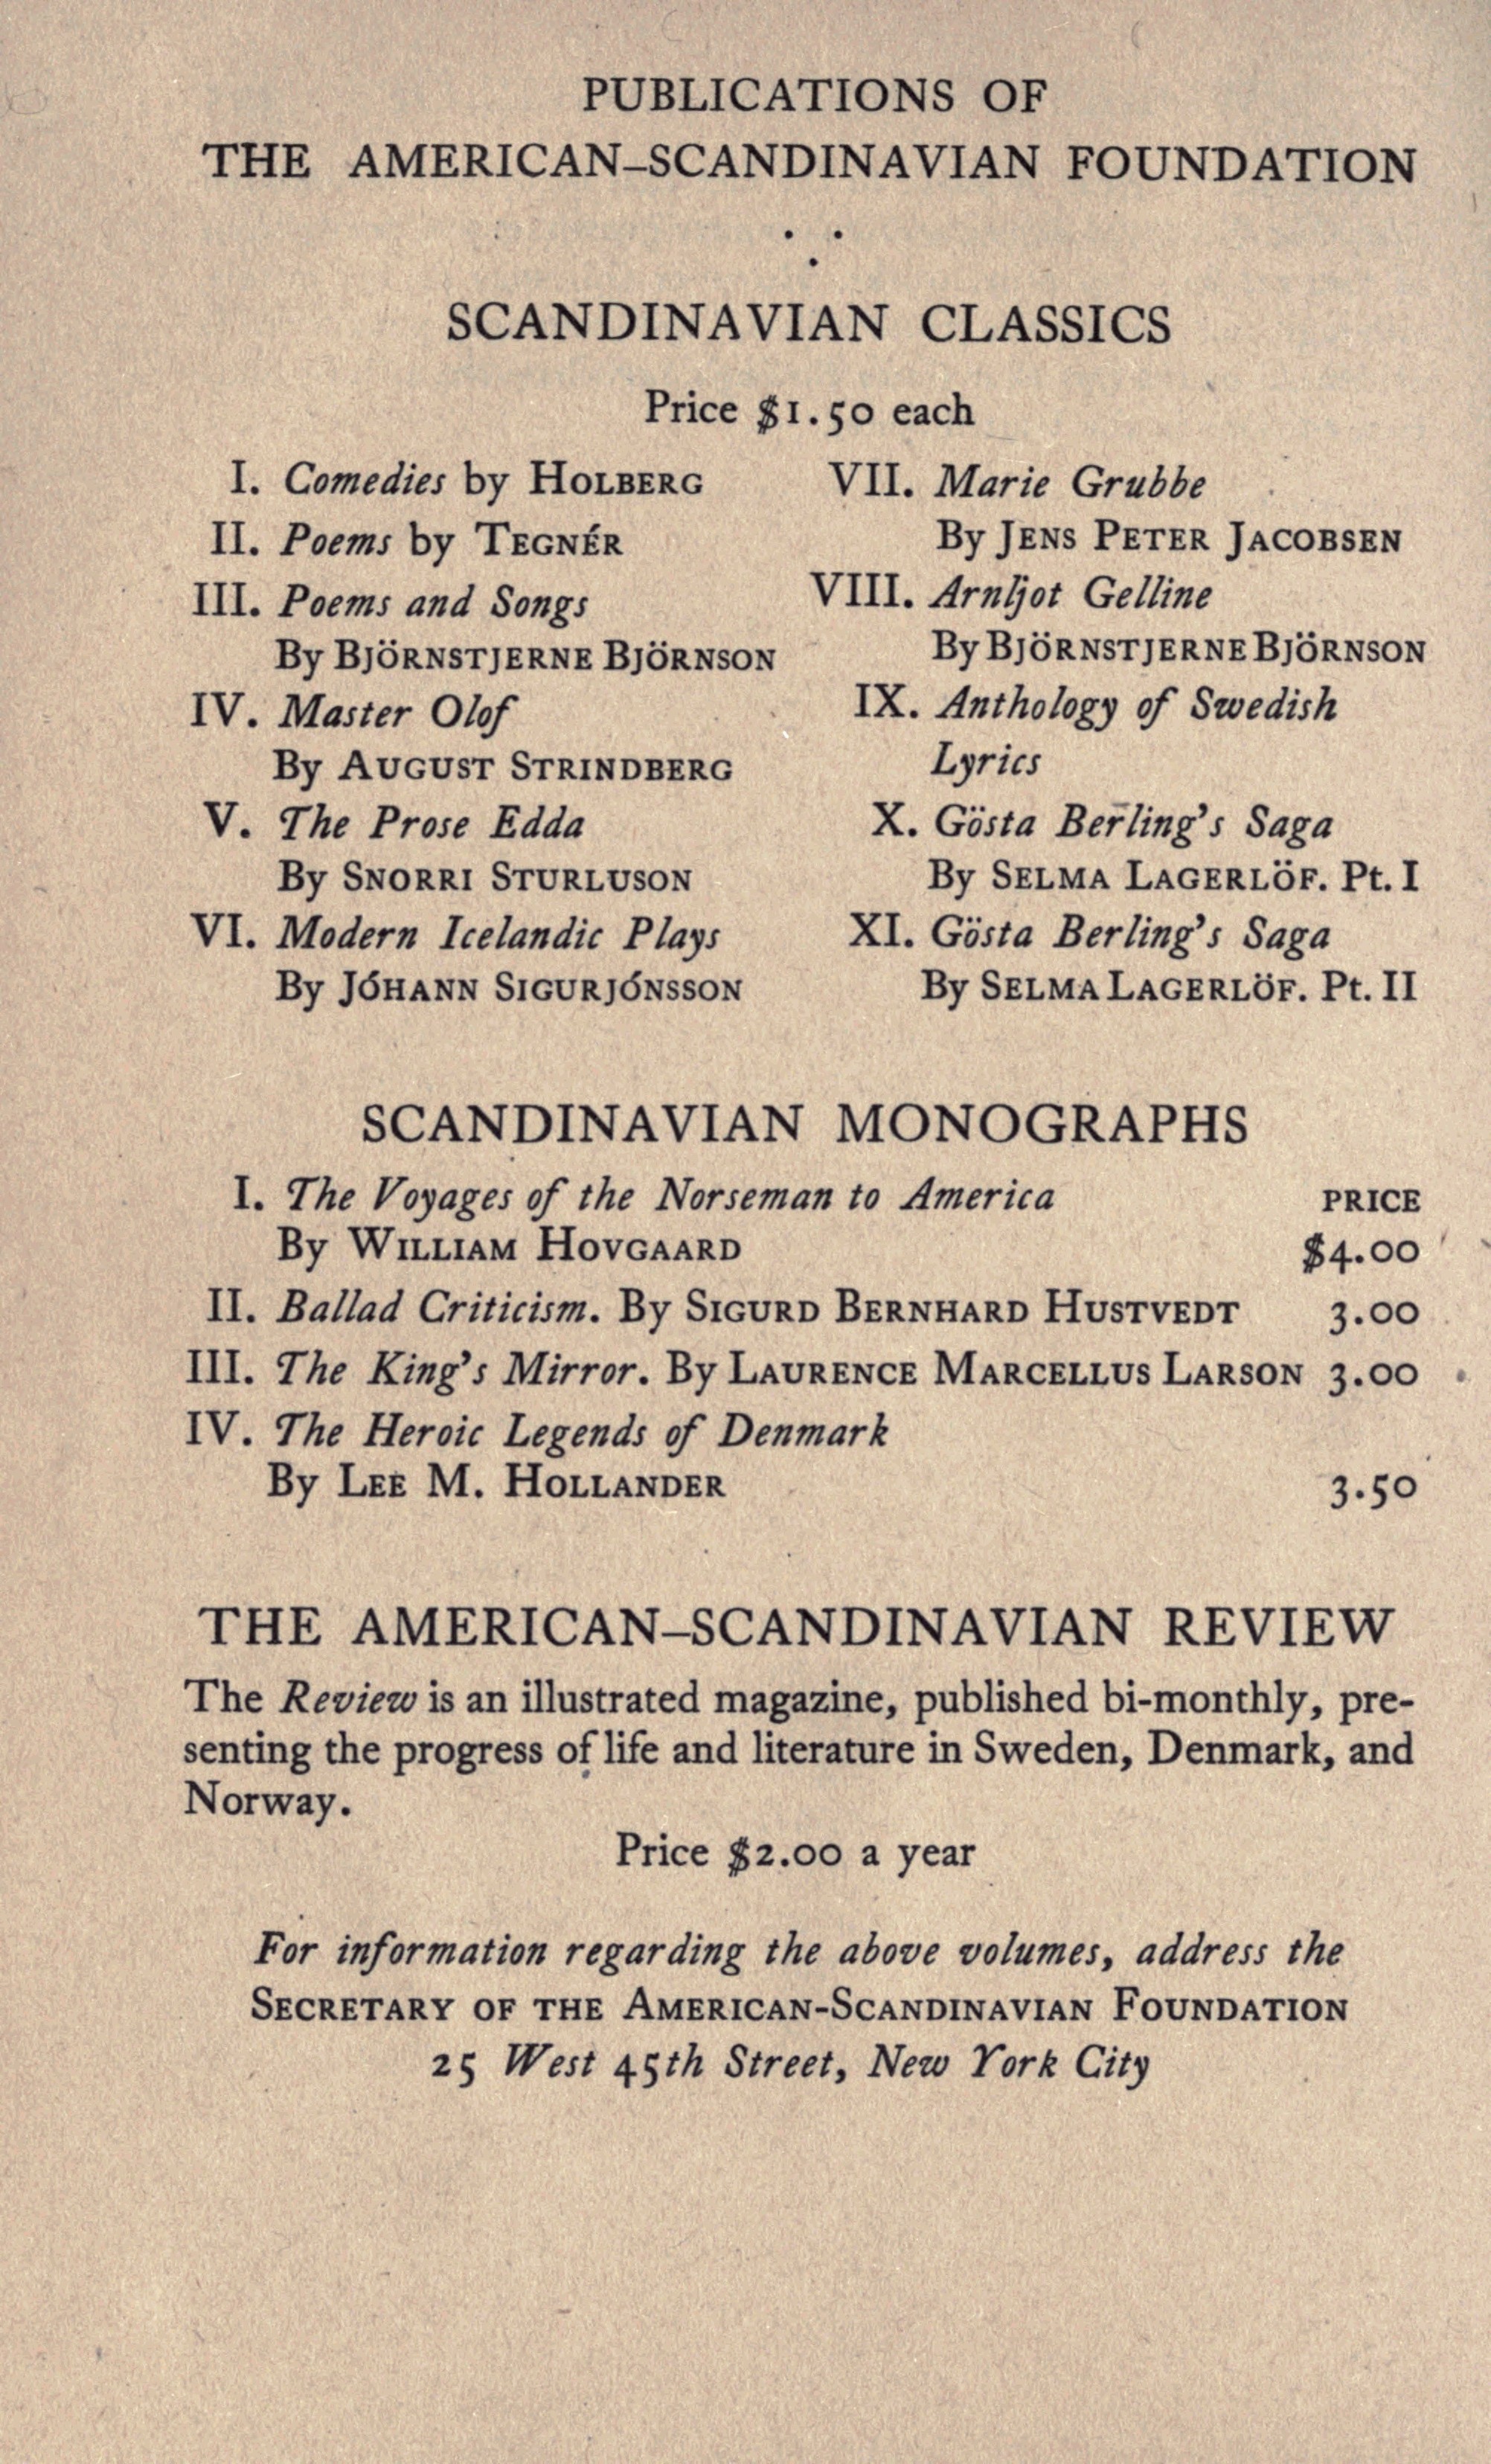 PUBLICATIONS OF
THE AMERICAN–SCANDINAVIAN FOUNDATION
SCANDINAVIAN CLASSICS
Price $1.50 each
I. Comedies by HOLBERG
II. Poems by TEGNÉR
III. Poems and Songs
By BJÖRNSTJERNE BJÖRNSON
IV. Master Olof
By AUGUST STRINDBERG
V. The Prose Edda
By SNORRI STURLUSON
VI. Modern Icelandic Plays
By JÓHANN SIGURJÓNSSON
VII. Marie Grubbe
By JENS PETER JACOBSEN
VIII. Arnljot Gelline
By BJÖRNSTJERNE BJÖRNSON
IX. Anthology of Swedish
Lyrics
X. Gösta Berling's Saga
By SELMA LAGERLÖF. Pt. I
XI. Gösta Berling's Saga
By SELMA LAGERLÖF. Pt. II
SCANDINAVIAN MONOGRAPHS
I. The Voyages of the Norseman to America PRICE
By WILLIAM HOVGAARD $4.00
II. Ballad Criticism. By SIGURD BERNHARD HUSTVEDT 3.00
III. The King's Mirror. By LAURENCE MARCELLUS LARSON 3.00
IV. The Heroic Legends of Denmark
By LEE M. HOLLANDER 3.50
THE AMERICAN–SCANDINAVIAN REVIEW
The Review is an illustrated magazine, published bi-monthly, pre-
senting the progress of life and literature in Sweden, Denmark, and
Norway.
Price $2.00 a year
For information regarding the above volumes, address the
SECRETARY OF THE AMERICAN-SCANDINAVIAN FOUNDATION
25 West 45th Street, New York City